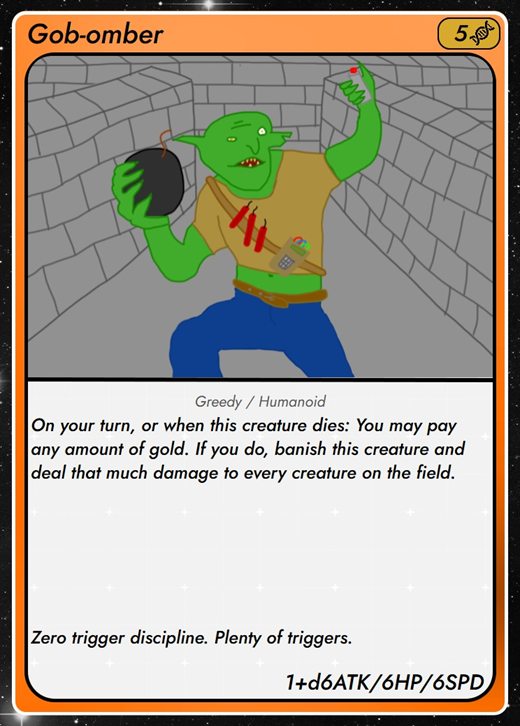 Gob-omber
5
Greedy / Humanoid
On your turn, or when this creature dies: You may pay
any amount of gold. If you do, banish this creature and
deal that much damage to every creature on the field.
Zero trigger discipline. Plenty of triggers.
1+d6ATK/6HP/6SPD